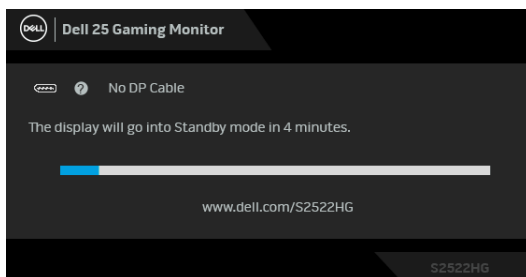 DELL
Dell 25 Gaming Monitor
No DP Cable
The display will go into Standby mode in 4 minutes.
www.dell.com/S2522HG
S2522HG